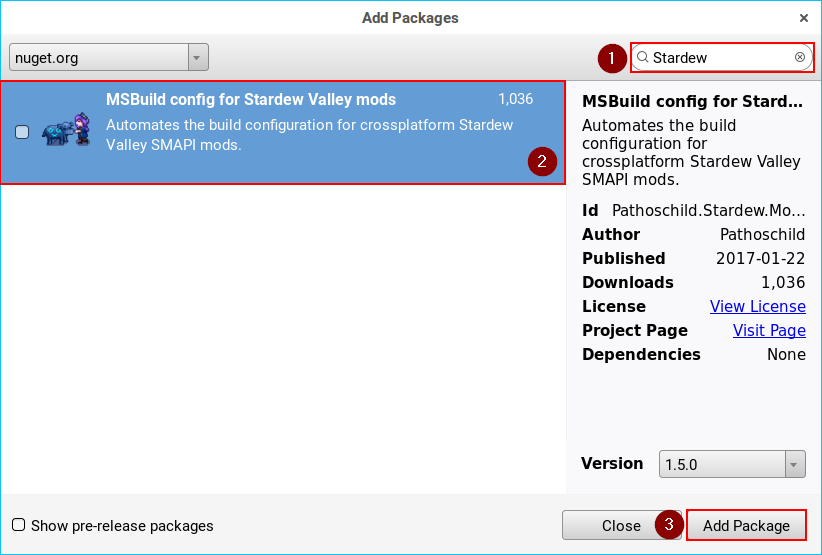 Add Packages
nuget.org
1
Stardew
MSBuild config for Stardew Valley mods 1,036
Automates the build configuration for crossplatform Stardew
Valley SMAPI mods.
2
MSBuild config for Stard...
Automates the build
configuration for
crossplatform Stardew Valley
SMAPI mods.
Id Pathoschild.Stardew.Mo...
Author Pathoschild
Published 2017-01-22
Downloads 1,036
License View License
Project Page Visit Page
Dependencies None
Version 1.5.0
Show pre-release packages
Close
3
Add Package